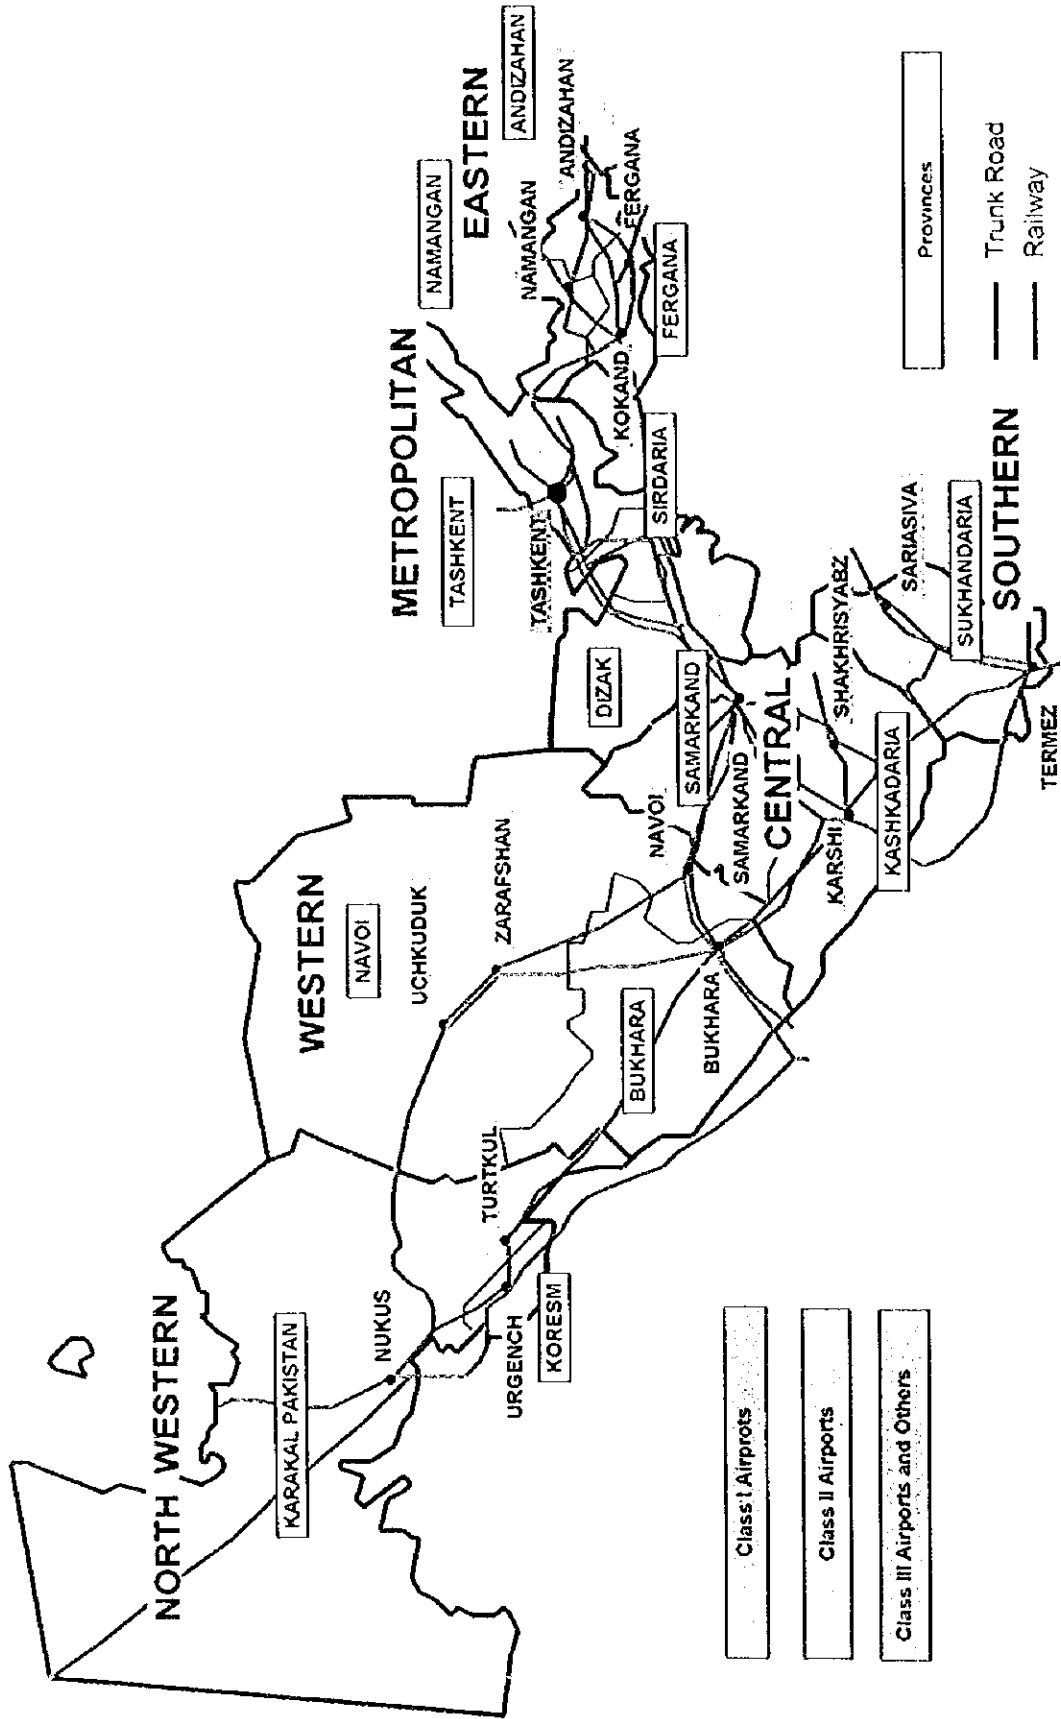 NORTH WESTERN
KARAKAL PAKISTAN
NUKUS
URGENCH
KORESM
TURTKUL
WESTERN
NAVOI
UCHKUDUK
ZARAFSHAN
BUKHARA
BUKHARA
NAVOI
SAMARKAND
SAMARKAND
CENTRAL
DIZAK
KARSHI
KASHKADARIA
SHAKHRISYABZ
TERMEZ
SARIASIVA
SUKHANDARIA
SOUTHERN
METROPOLITAN
TASHKENT
TASHKENT
SIRDARIA
KOKAND
FERGANA
FERGANA
NAMANGAN
NAMANGAN
EASTERN
ANDIZAHAN
ANDIZAHAN
Class I Airprots
Class II Airports
Class III Airports and Others
Provinces
Trunk Road
Railway